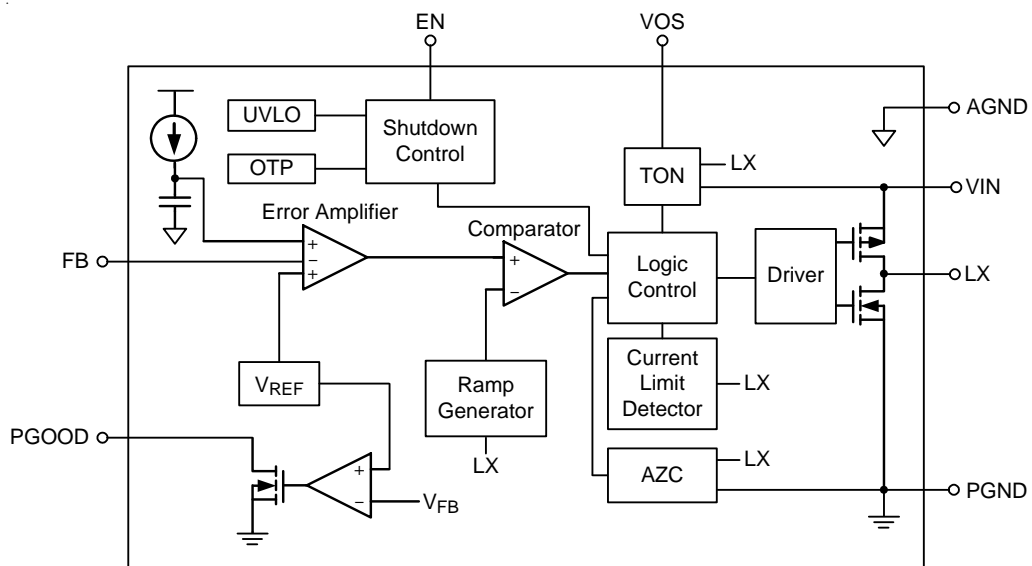 EN
VOS
AGND
UVLO
Shutdown
Control
OTP
TON
LX
VIN
Error Amplifier
Comparator
FB
+
−
+
+
−
Logic
Control
Driver
LX
VREF
Ramp
Generator
Current
Limit
Detector
LX
PGOOD
LX
+
−
VFB
AZC
LX
PGND